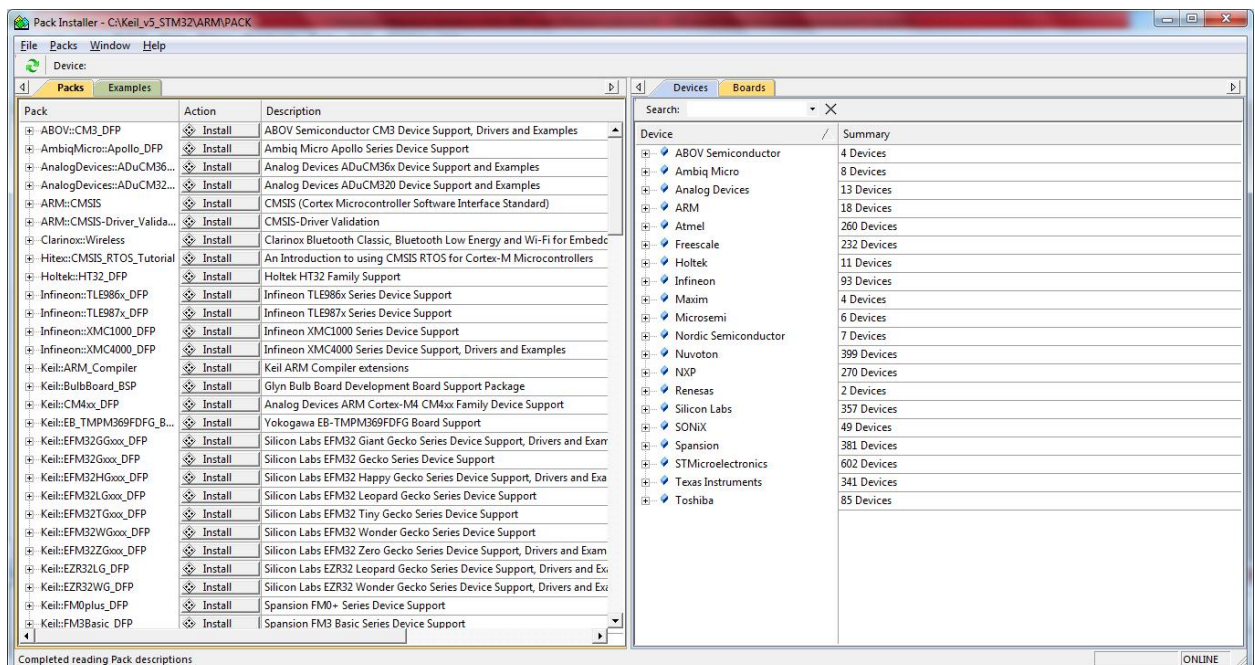 Pack Installer - C:\Keil_v5_STM32\ARM\PACK
File Packs Window Help
Device:
Packs Examples
Pack Action Description
ABOV::CM3_DFP Install ABOV Semiconductor CM3 Device Support, Drivers and Examples
AmbiqMicro::Apollo_DFP Install Ambiq Micro Apollo Series Device Support
AnalogDevices::ADuCM36... Install Analog Devices ADuCM36x Device Support and Examples
AnalogDevices::ADuCM32... Install Analog Devices ADuCM320 Device Support and Examples
ARM::CMSIS Install CMSIS (Cortex Microcontroller Software Interface Standard)
ARM::CMSIS-Driver_Valida... Install CMSIS-Driver Validation
Clarinox::Wireless Install Clarinox Bluetooth Classic, Bluetooth Low Energy and Wi-Fi for Embedd
Hitex::CMSIS_RTOS_Tutorial Install An Introduction to using CMSIS RTOS for Cortex-M Microcontrollers
Holtek::HT32_DFP Install Holtek HT32 Family Support
Infineon::TLE986x_DFP Install Infineon TLE986x Series Device Support
Infineon::TLE987x_DFP Install Infineon TLE987x Series Device Support
Infineon::XMC1000_DFP Install Infineon XMC1000 Series Device Support
Infineon::XMC4000_DFP Install Infineon XMC4000 Series Device Support, Drivers and Examples
Keil::ARM_Compiler Install Keil ARM Compiler extensions
Keil::BulbBoard_BSP Install Glyn Bulb Board Development Board Support Package
Keil::CM4xx_DFP Install Analog Devices ARM Cortex-M4 CM4xx Family Device Support
Keil::EB_TMPM369FDFG_B... Install Yokogawa EB-TMPM369FDFG Board Support
Keil::EFM32GGxxx_DFP Install Silicon Labs EFM32 Giant Gecko Series Device Support, Drivers and Exam
Keil::EFM32Gxxx_DFP Install Silicon Labs EFM32 Gecko Series Device Support
Keil::EFM32HGxxx_DFP Install Silicon Labs EFM32 Happy Gecko Series Device Support, Drivers and Exa
Keil::EFM32LGxxx_DFP Install Silicon Labs EFM32 Leopard Gecko Series Device Support
Keil::EFM32TGxxx_DFP Install Silicon Labs EFM32 Tiny Gecko Series Device Support
Keil::EFM32WGxxx_DFP Install Silicon Labs EFM32 Wonder Gecko Series Device Support
Keil::EFM32ZGxxx_DFP Install Silicon Labs EFM32 Zero Gecko Series Device Support, Drivers and Exam
Keil::EZR32LG_DFP Install Silicon Labs EZR32 Leopard Gecko Series Device Support, Drivers and Exa
Keil::EZR32WG_DFP Install Silicon Labs EZR32 Wonder Gecko Series Device Support, Drivers and Exa
Keil::FM0plus_DFP Install Spansion FM0+ Series Device Support
Keil::FM3Basic_DFP Install Spansion FM3 Basic Series Device Support
Devices Boards
Search:
Device Summary
ABOV Semiconductor 4 Devices
Ambiq Micro 8 Devices
Analog Devices 13 Devices
ARM 18 Devices
Atmel 260 Devices
Freescale 232 Devices
Holtek 11 Devices
Infineon 93 Devices
Maxim 4 Devices
Microsemi 6 Devices
Nordic Semiconductor 7 Devices
Nuvoton 399 Devices
NXP 270 Devices
Renesas 2 Devices
Silicon Labs 357 Devices
SONiX 49 Devices
Spansion 381 Devices
STMicroelectronics 602 Devices
Texas Instruments 341 Devices
Toshiba 85 Devices
Completed reading Pack descriptions
ONLINE